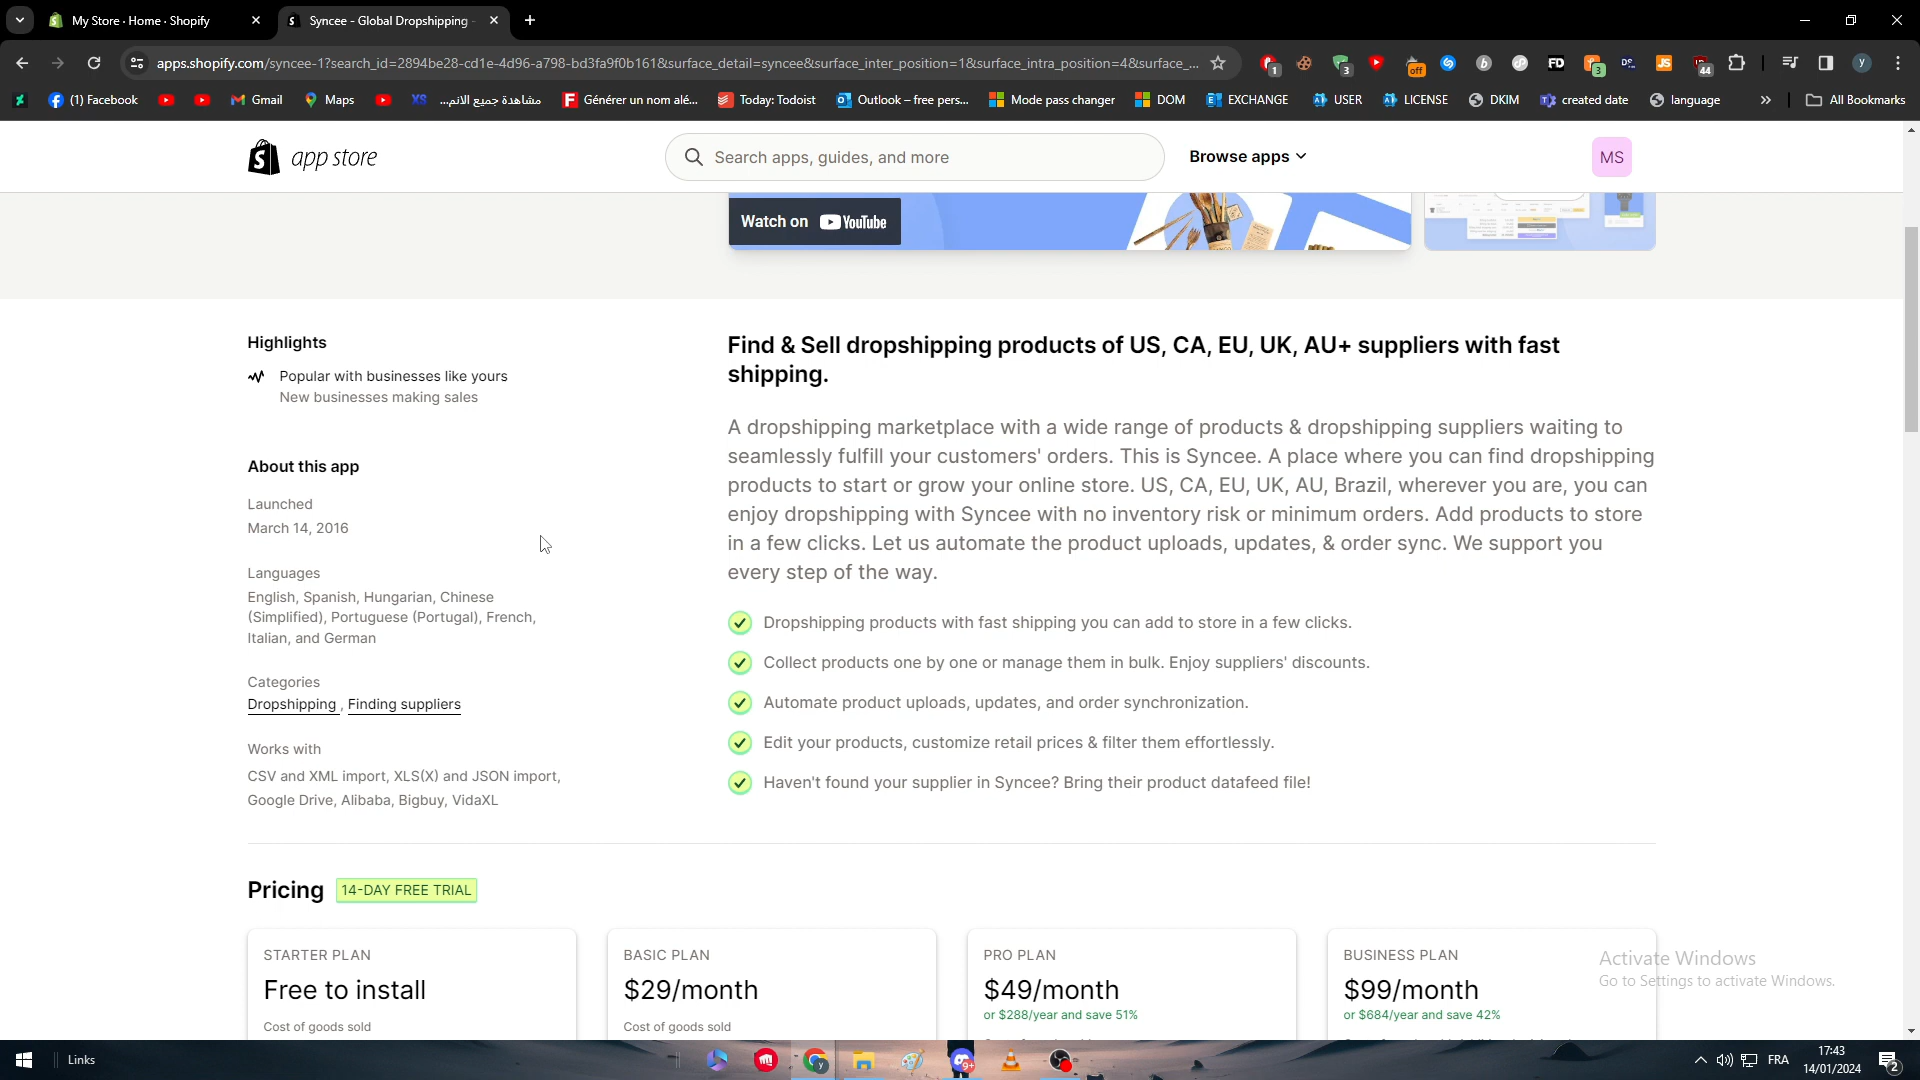 My Store · Home · Shopify
Syncee - Global Dropshipping
apps.shopify.com/syncee-1?search_id=2894be28-cd1e-4d96-a798-bd3fa9f0b161&surface_detail=syncee&surface_inter_position=1&surface_intra_position=4&surface_...
1
3
off
FD
3
JS
44
y
(1) Facebook
Gmail
Maps
XS
مشاهدة جميع الانم...
Générer un nom alé...
Today: Todoist
Outlook – free pers...
Mode pass changer
DOM
EXCHANGE
USER
LICENSE
DKIM
created date
language
»
All Bookmarks
app store
Search apps, guides, and more
Browse apps
MS
Watch on YouTube
Highlights
Popular with businesses like yours
New businesses making sales
About this app
Launched
March 14, 2016
Languages
English, Spanish, Hungarian, Chinese
(Simplified), Portuguese (Portugal), French,
Italian, and German
Categories
Dropshipping , Finding suppliers
Works with
CSV and XML import, XLS(X) and JSON import,
Google Drive, Alibaba, Bigbuy, VidaXL
Find & Sell dropshipping products of US, CA, EU, UK, AU+ suppliers with fast
shipping.
A dropshipping marketplace with a wide range of products & dropshipping suppliers waiting to
seamlessly fulfill your customers' orders. This is Syncee. A place where you can find dropshipping
products to start or grow your online store. US, CA, EU, UK, AU, Brazil, wherever you are, you can
enjoy dropshipping with Syncee with no inventory risk or minimum orders. Add products to store
in a few clicks. Let us automate the product uploads, updates, & order sync. We support you
every step of the way.
Dropshipping products with fast shipping you can add to store in a few clicks.
Collect products one by one or manage them in bulk. Enjoy suppliers' discounts.
Automate product uploads, updates, and order synchronization.
Edit your products, customize retail prices & filter them effortlessly.
Haven't found your supplier in Syncee? Bring their product datafeed file!
Pricing
14-DAY FREE TRIAL
STARTER PLAN
Free to install
Cost of goods sold
BASIC PLAN
$29/month
Cost of goods sold
PRO PLAN
$49/month
or $288/year and save 51%
BUSINESS PLAN
$99/month
or $684/year and save 42%
Activate Windows
Go to Settings to activate Windows.
Links
9+
FRA
17:43
14/01/2024
2